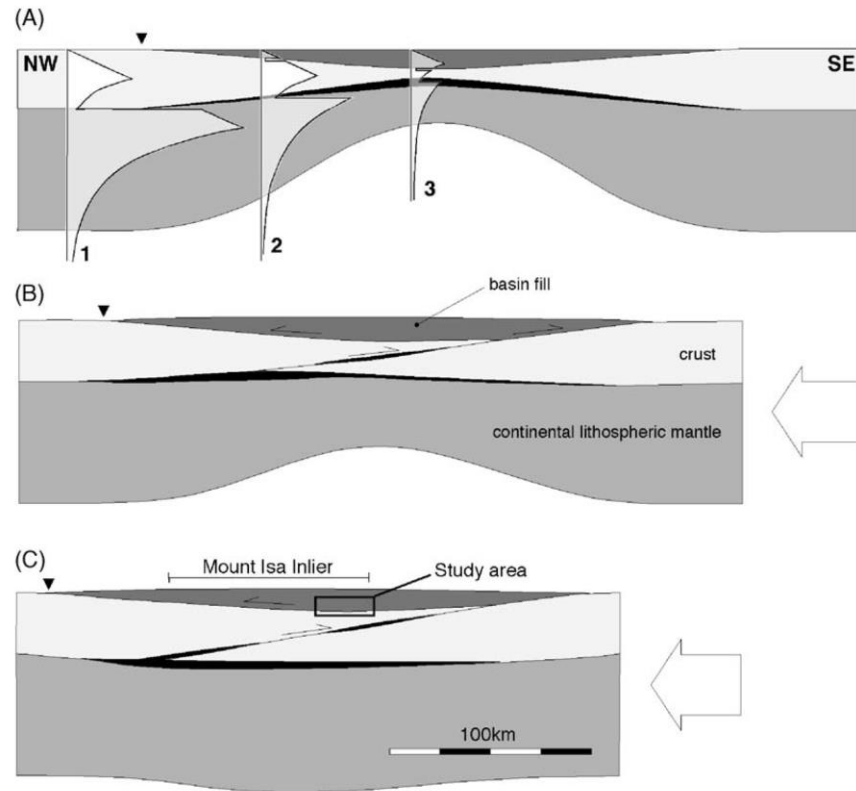 (A)
NW
SE
1
2
3
(B)
basin fill
crust
continental lithospheric mantle
(C)
Mount Isa Inlier
Study area
100km